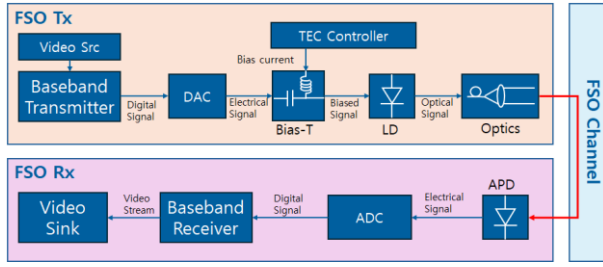 FSO Tx
Video Src
TEC Controller
Bias current
Baseband
Transmitter
Digital
Signal
DAC
Electrical
Signal
Bias-T
Biased
Signal
LD
Optical
Signal
Optics
FSO Channel
FSO Rx
Video
Sink
Video
Stream
Baseband
Receiver
Digital
Signal
ADC
Electrical
Signal
APD